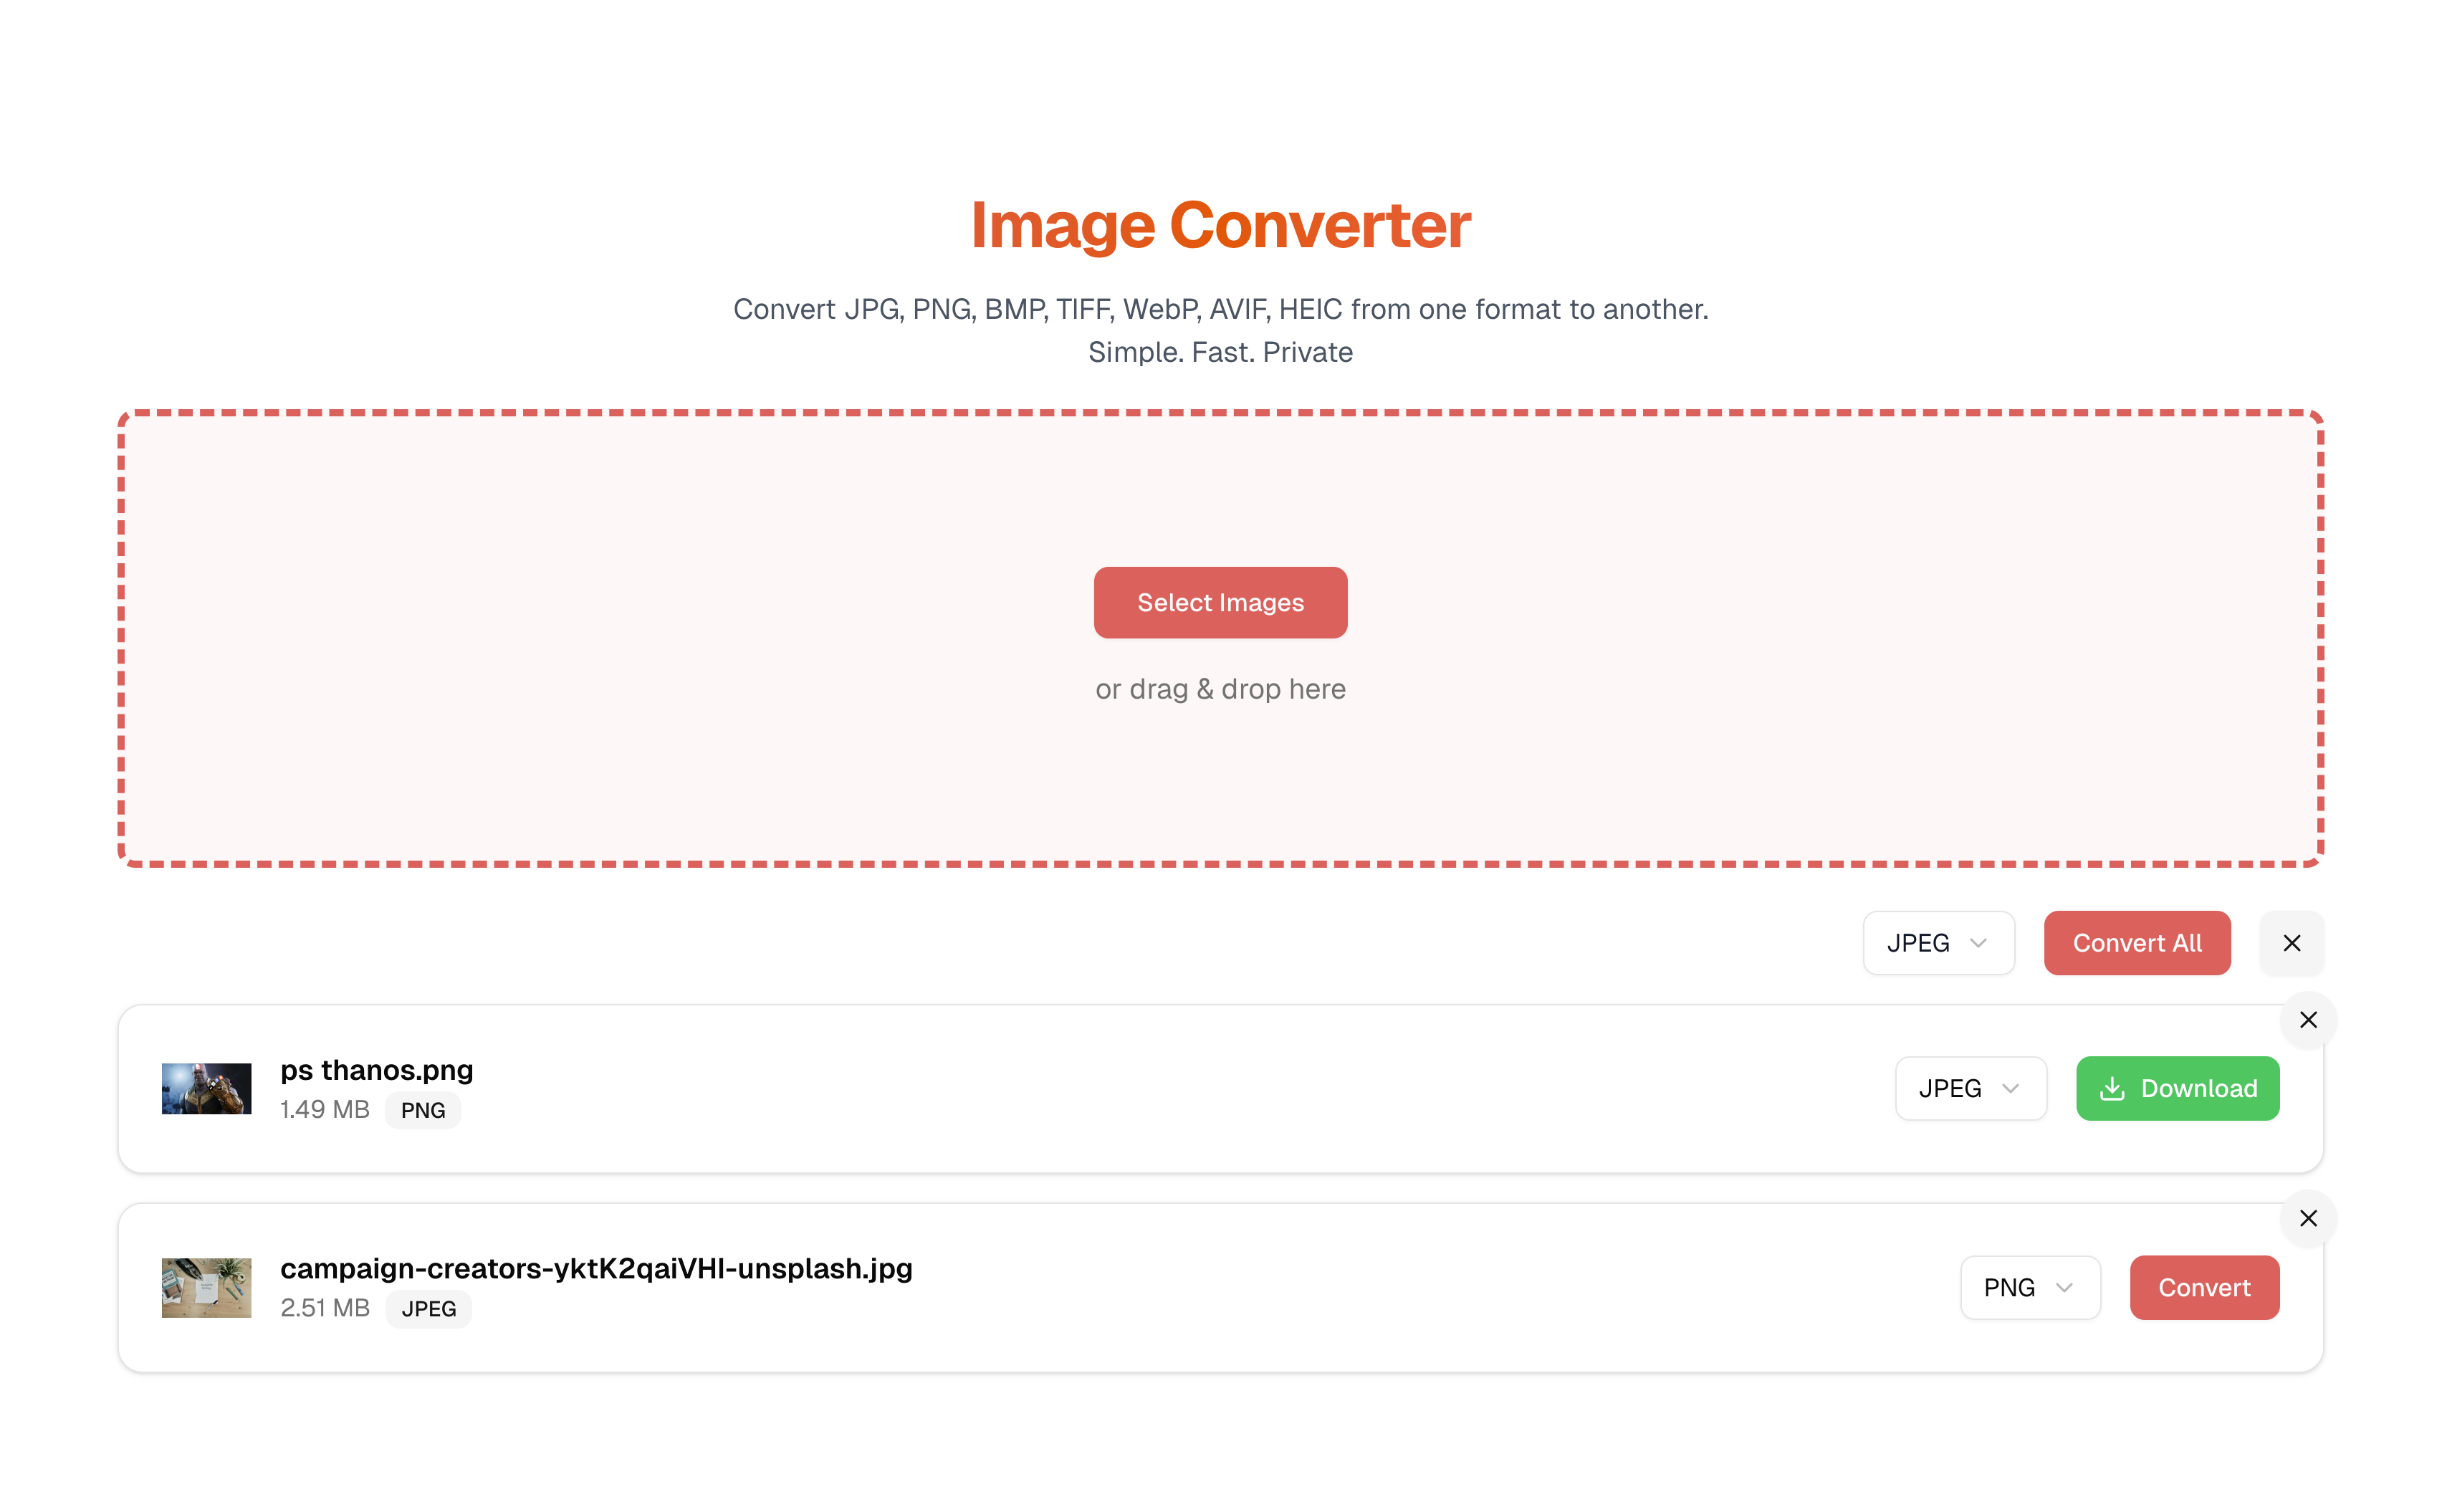 Image Converter
Convert JPG, PNG, BMP, TIFF, WebP, AVIF, HEIC from one format to another.
Simple. Fast. Private
Select Images
or drag & drop here
JPEG
Convert All
ps thanos.png
1.49 MB PNG
JPEG
Download
campaign-creators-yktK2qaiVHI-unsplash.jpg
2.51 MB JPEG
PNG
Convert